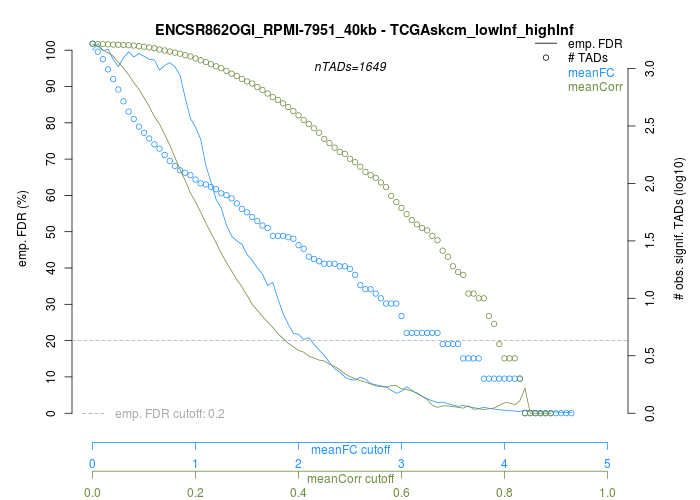 ENCSR862OGI_RPMI-7951_40kb - TCGAskcm_lowInf_highInf
emp. FDR
# TADs
meanFC
meanCorr
nTADs=1649
emp. FDR (%)
0 10 20 30 40 50 60 70 80 90 100
# obs. signif. TADs (log10)
0.0 0.5 1.0 1.5 2.0 2.5 3.0
emp. FDR cutoff: 0.2
meanFC cutoff
0 1 2 3 4 5
meanCorr cutoff
0.0 0.2 0.4 0.6 0.8 1.0